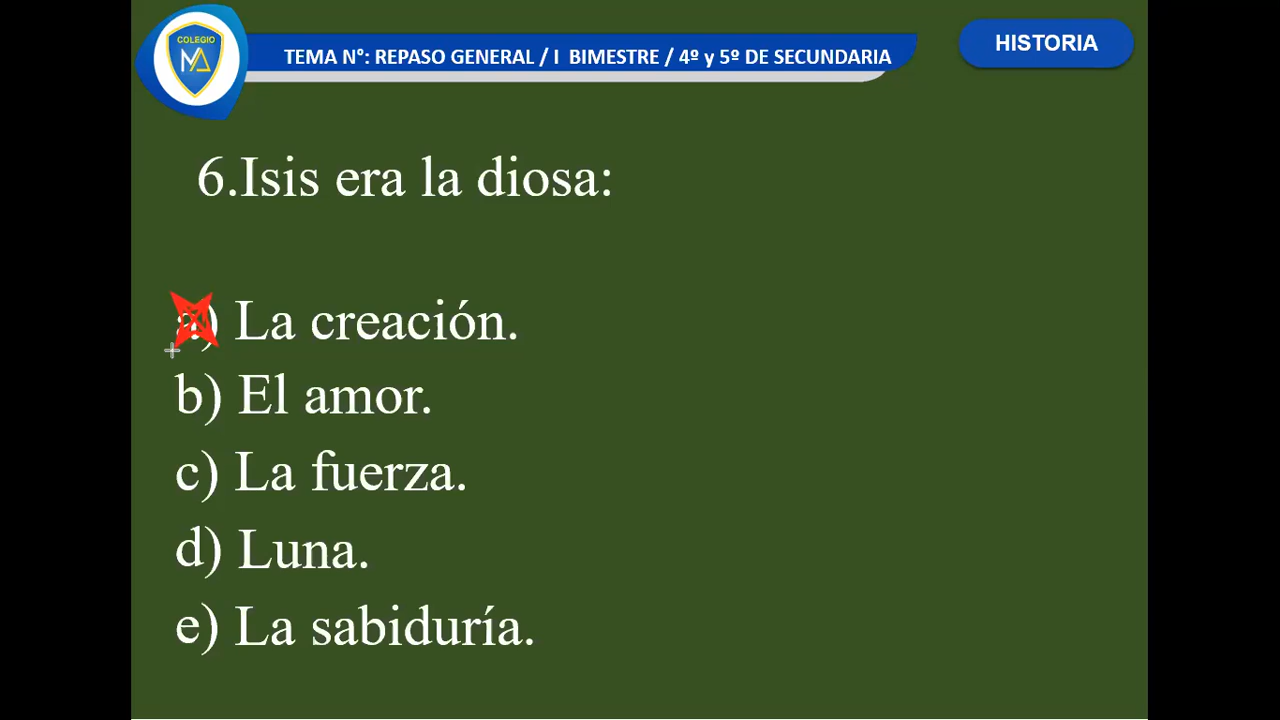 COLEGIO
MA
TEMA N°: REPASO GENERAL / I BIMESTRE / 4º y 5º DE SECUNDARIA
HISTORIA
6.Isis era la diosa:
a) La creación.
b) El amor.
c) La fuerza.
d) Luna.
e) La sabiduría.